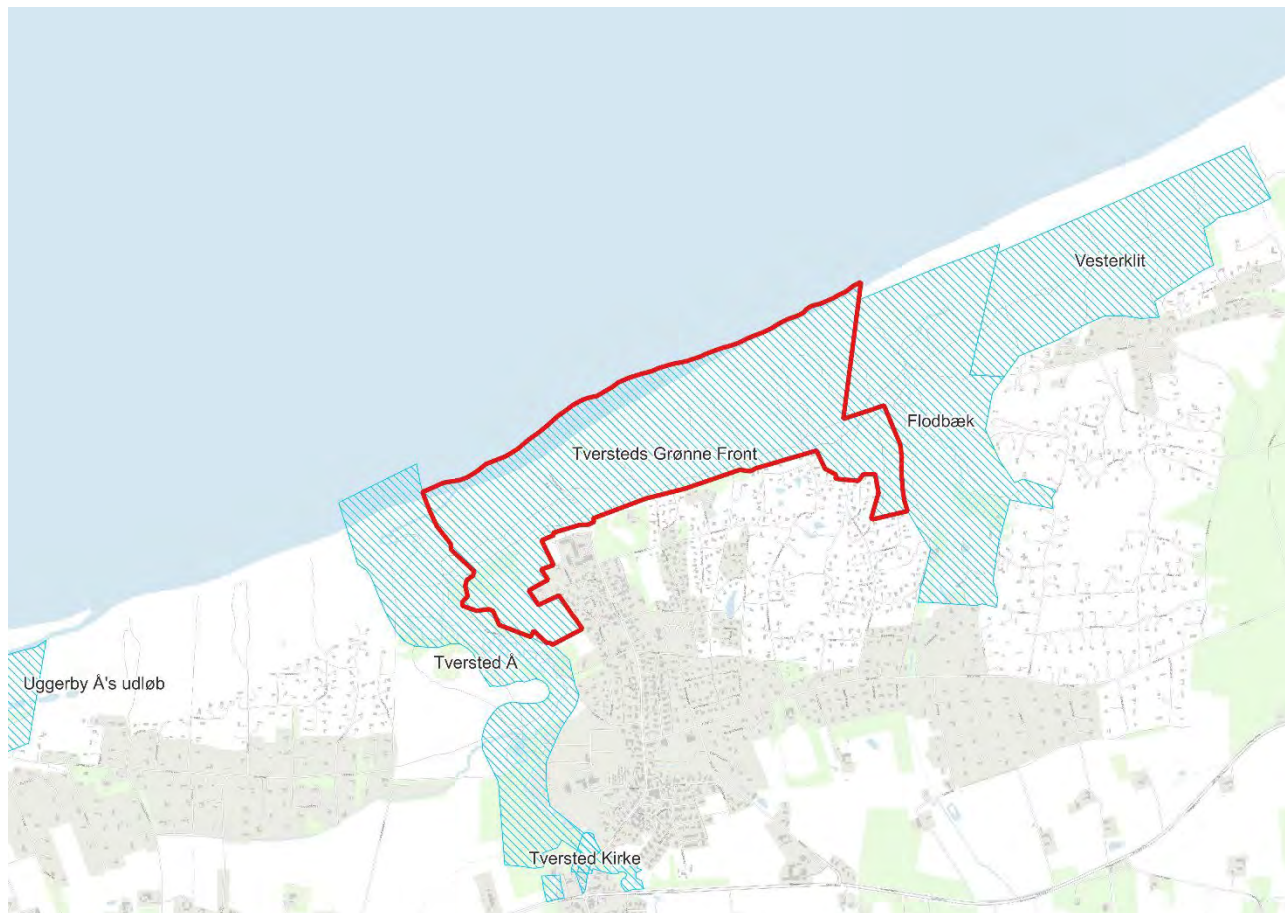 Vesterklit
Flodbæk
Tversteds Grønne Front
Tversted Å
Uggerby Å's udløb
Tversted Kirke